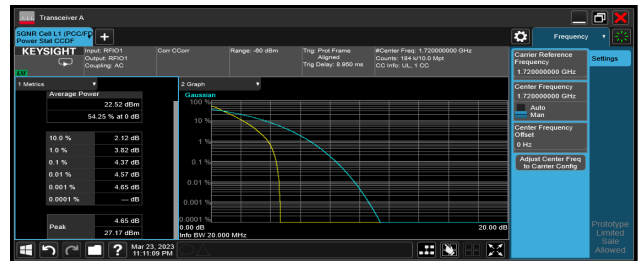 Transceiver A
5GNR Cell L1 (PCC/FD
Power Stat CCDF
Frequency
KEYSIGHT
LU
Input: RFIO1
Output: RFIO1
Coupling: AC
Corr CCorr
Range: -60 dBm
Trig: Prot Frame
Aligned
Trig Delay: 8.950 ms
#Center Freq: 1.720000000 GHz
Counts: 184 k/10.0 Mpt
CC Info: UL, 1 CC
Carrier Reference
Frequency
1.720000000 GHz
Settings
Center Frequency
1.720000000 GHz
Auto
Man
Center Frequency
Offset
0 Hz
Adjust Center Freq
to Carrier Config
1 Metrics
Average Power
22.52 dBm
54.25 % at 0 dB
10.0 % 2.12 dB
1.0 % 3.82 dB
0.1 % 4.37 dB
0.01 % 4.57 dB
0.001 % 4.65 dB
0.0001 % --- dB
Peak
4.65 dB
27.17 dBm
2 Graph
Gaussian
100 %
10 %
1 %
0.1 %
0.01 %
0.001 %
0.0001 %
0.00 dB
20.00 dB
Info BW 20.000 MHz
Prototype
Limited
Sale
Allowed
Mar 23, 2023
11:11:09 PM